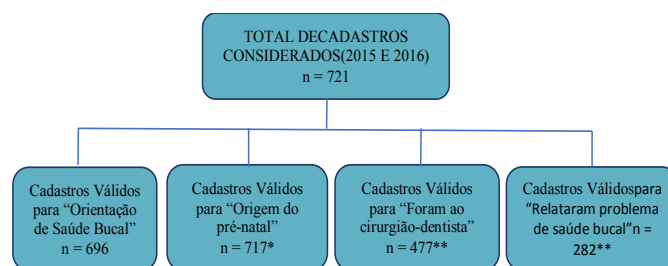 TOTAL DECADASTROS
CONSIDERADOS(2015 E 2016)
n = 721
Cadastros Válidos
para “Orientação
de Saúde Bucal”
n = 696
Cadastros Válidos
para “Origem do
pré-natal”
n = 717*
Cadastros Válidos
para “Foram ao
cirurgião-dentista”
n = 477**
Cadastros Válidospara
“Relataram problema
de saúde bucal”n =
282**